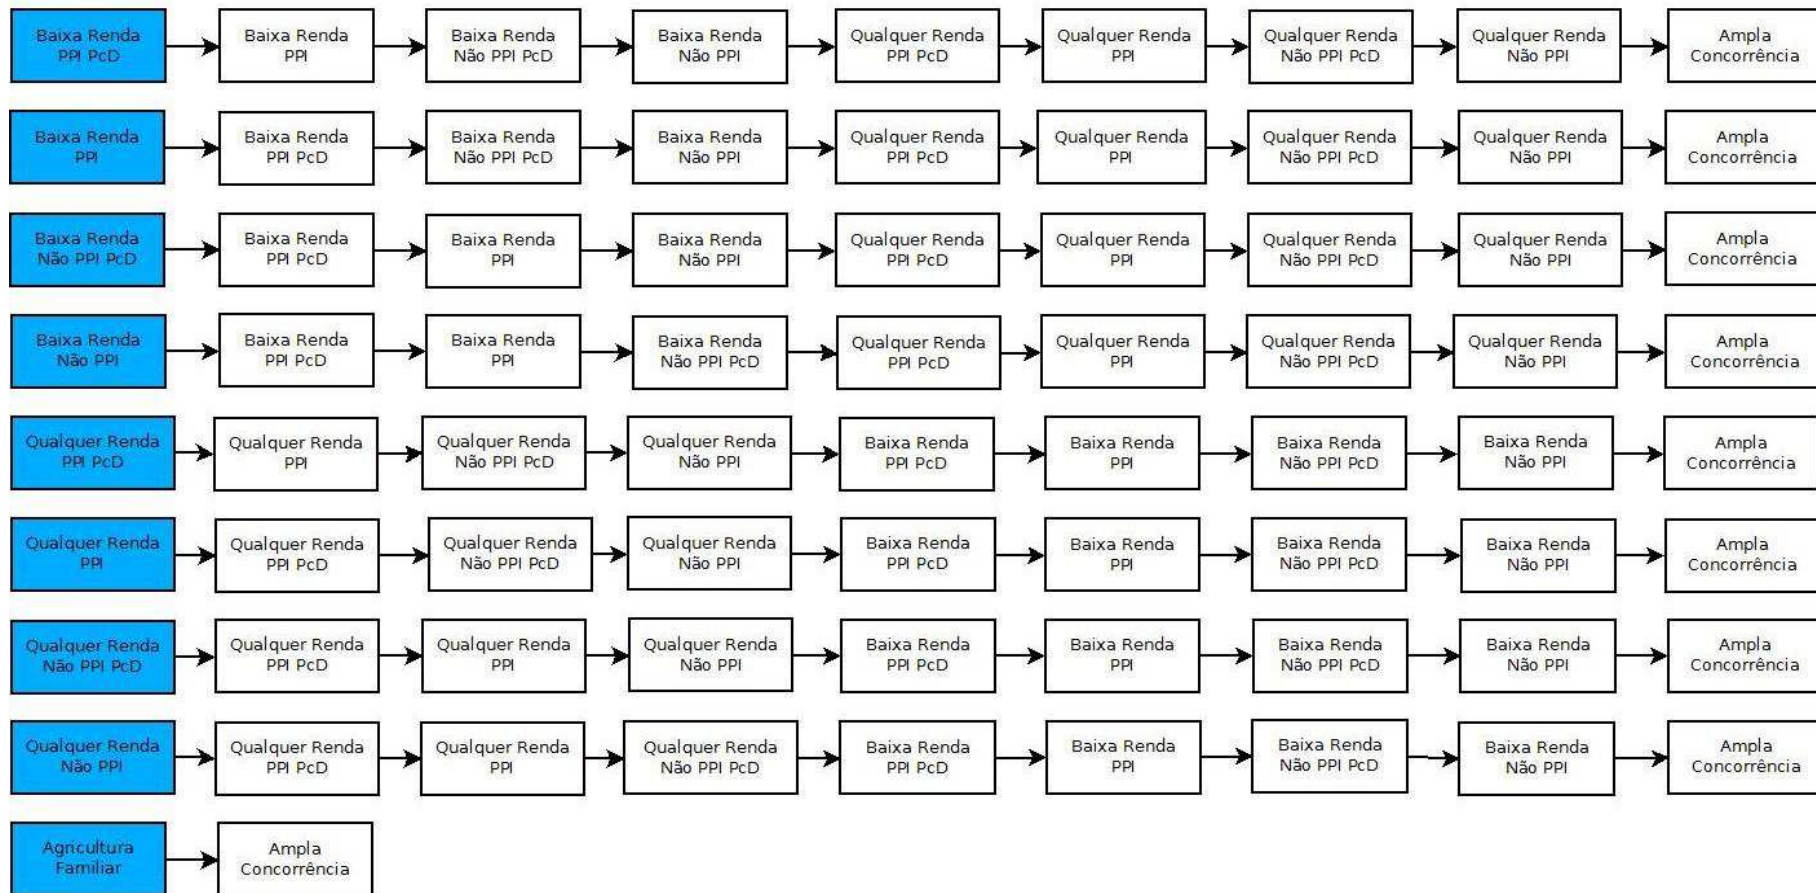 Baixa Renda
PPI PcD
Baixa Renda
PPI
Baixa Renda
Não PPI PcD
Baixa Renda
Não PPI
Qualquer Renda
PPI PcD
Qualquer Renda
PPI
Qualquer Renda
Não PPI PcD
Qualquer Renda
Não PPI
Ampla
Concorrência
Baixa Renda
PPI
Baixa Renda
PPI PcD
Baixa Renda
Não PPI PcD
Baixa Renda
Não PPI
Qualquer Renda
PPI PcD
Qualquer Renda
PPI
Qualquer Renda
Não PPI PcD
Qualquer Renda
Não PPI
Ampla
Concorrência
Baixa Renda
Não PPI PcD
Baixa Renda
PPI PcD
Baixa Renda
PPI
Baixa Renda
Não PPI
Qualquer Renda
PPI PcD
Qualquer Renda
PPI
Qualquer Renda
Não PPI PcD
Qualquer Renda
Não PPI
Ampla
Concorrência
Baixa Renda
Não PPI
Baixa Renda
PPI PcD
Baixa Renda
PPI
Baixa Renda
Não PPI PcD
Qualquer Renda
PPI PcD
Qualquer Renda
PPI
Qualquer Renda
Não PPI PcD
Qualquer Renda
Não PPI
Ampla
Concorrência
Qualquer Renda
PPI PcD
Qualquer Renda
PPI
Qualquer Renda
Não PPI PcD
Qualquer Renda
Não PPI
Baixa Renda
PPI PcD
Baixa Renda
PPI
Baixa Renda
Não PPI PcD
Baixa Renda
Não PPI
Ampla
Concorrência
Qualquer Renda
PPI
Qualquer Renda
PPI PcD
Qualquer Renda
Não PPI PcD
Qualquer Renda
Não PPI
Baixa Renda
PPI PcD
Baixa Renda
PPI
Baixa Renda
Não PPI PcD
Baixa Renda
Não PPI
Ampla
Concorrência
Qualquer Renda
Não PPI PcD
Qualquer Renda
PPI PcD
Qualquer Renda
PPI
Qualquer Renda
Não PPI
Baixa Renda
PPI PcD
Baixa Renda
PPI
Baixa Renda
Não PPI PcD
Baixa Renda
Não PPI
Ampla
Concorrência
Qualquer Renda
Não PPI
Qualquer Renda
PPI PcD
Qualquer Renda
PPI
Qualquer Renda
Não PPI PcD
Baixa Renda
PPI PcD
Baixa Renda
PPI
Baixa Renda
Não PPI PcD
Baixa Renda
Não PPI
Ampla
Concorrência
Agricultura
Familiar
Ampla
Concorrência